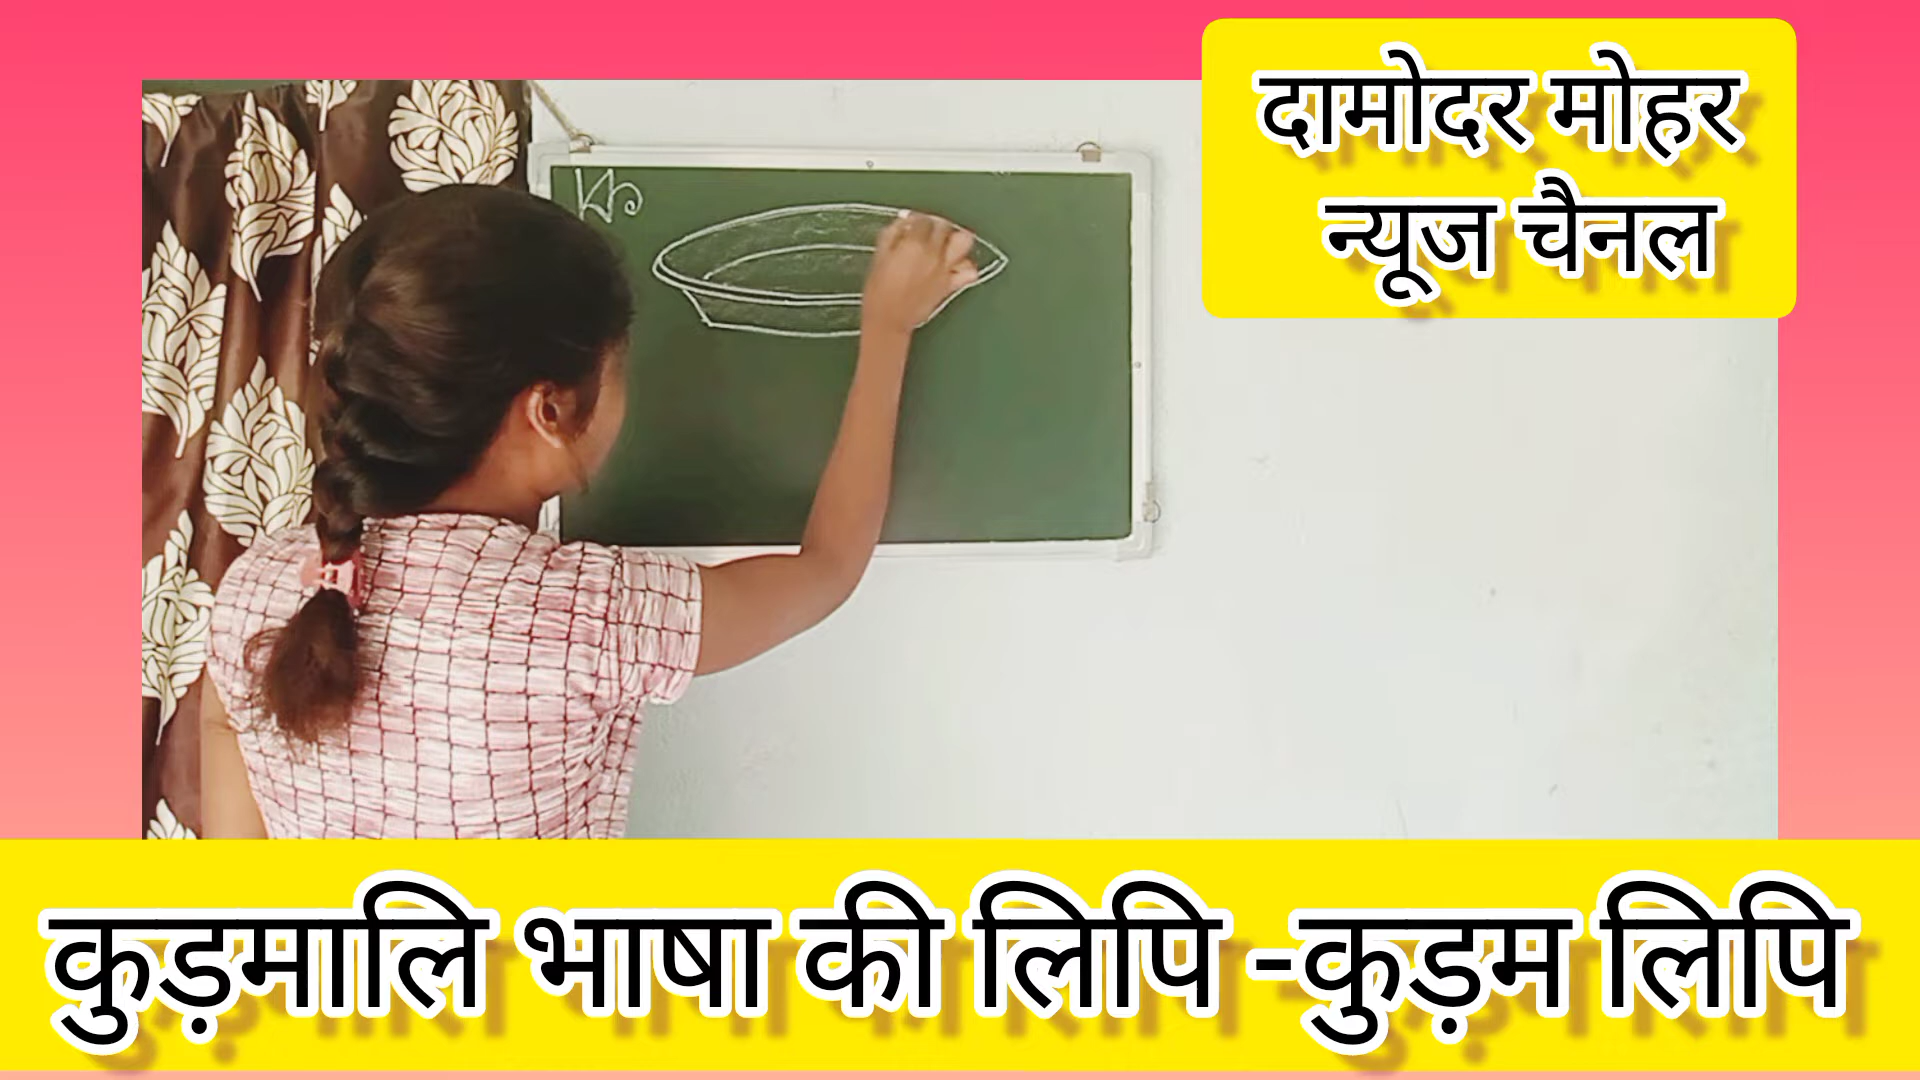 दामोदर मोहर
न्यूज चैनल
कुड़मालि भाषा की लिपि -कुड़म लिपि